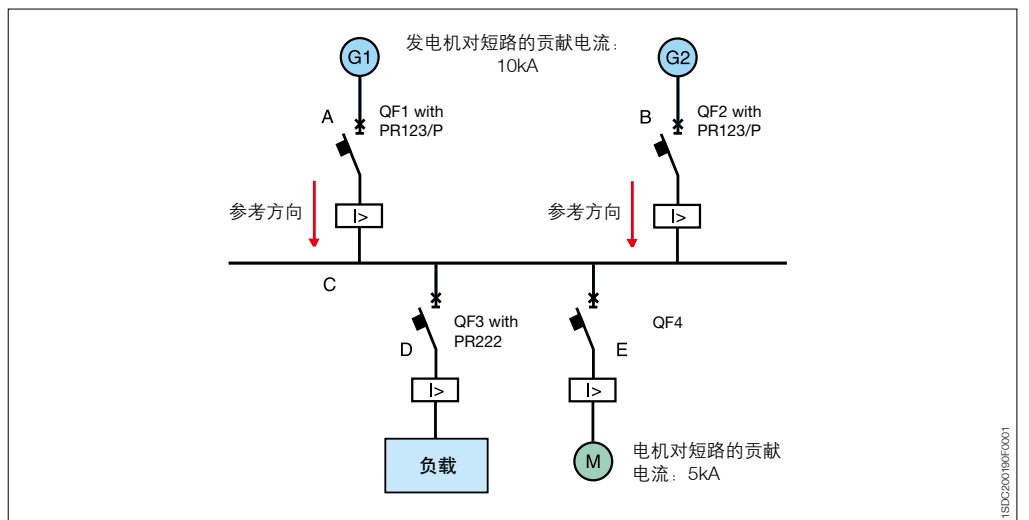 发电机对短路的贡献电流：
10kA
G1
G2
A
QF1 with
PR123/P
B
QF2 with
PR123/P
参考方向
I>
参考方向
I>
C
QF3 with
PR222
D
QF4
E
I>
I>
负载
M
电机对短路的贡献
电流：5kA
1SDC200190F0001